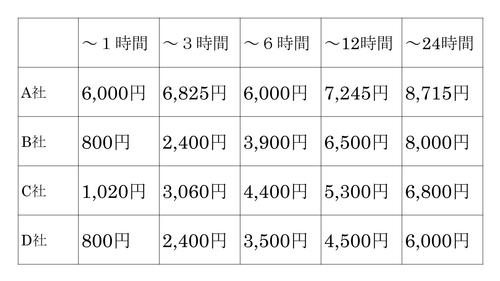 ～１時間 ～３時間 ～６時間 ～12時間 ～24時間
A社 6,000円 6,825円 6,000円 7,245円 8,715円
B社 800円 2,400円 3,900円 6,500円 8,000円
C社 1,020円 3,060円 4,400円 5,300円 6,800円
D社 800円 2,400円 3,500円 4,500円 6,000円